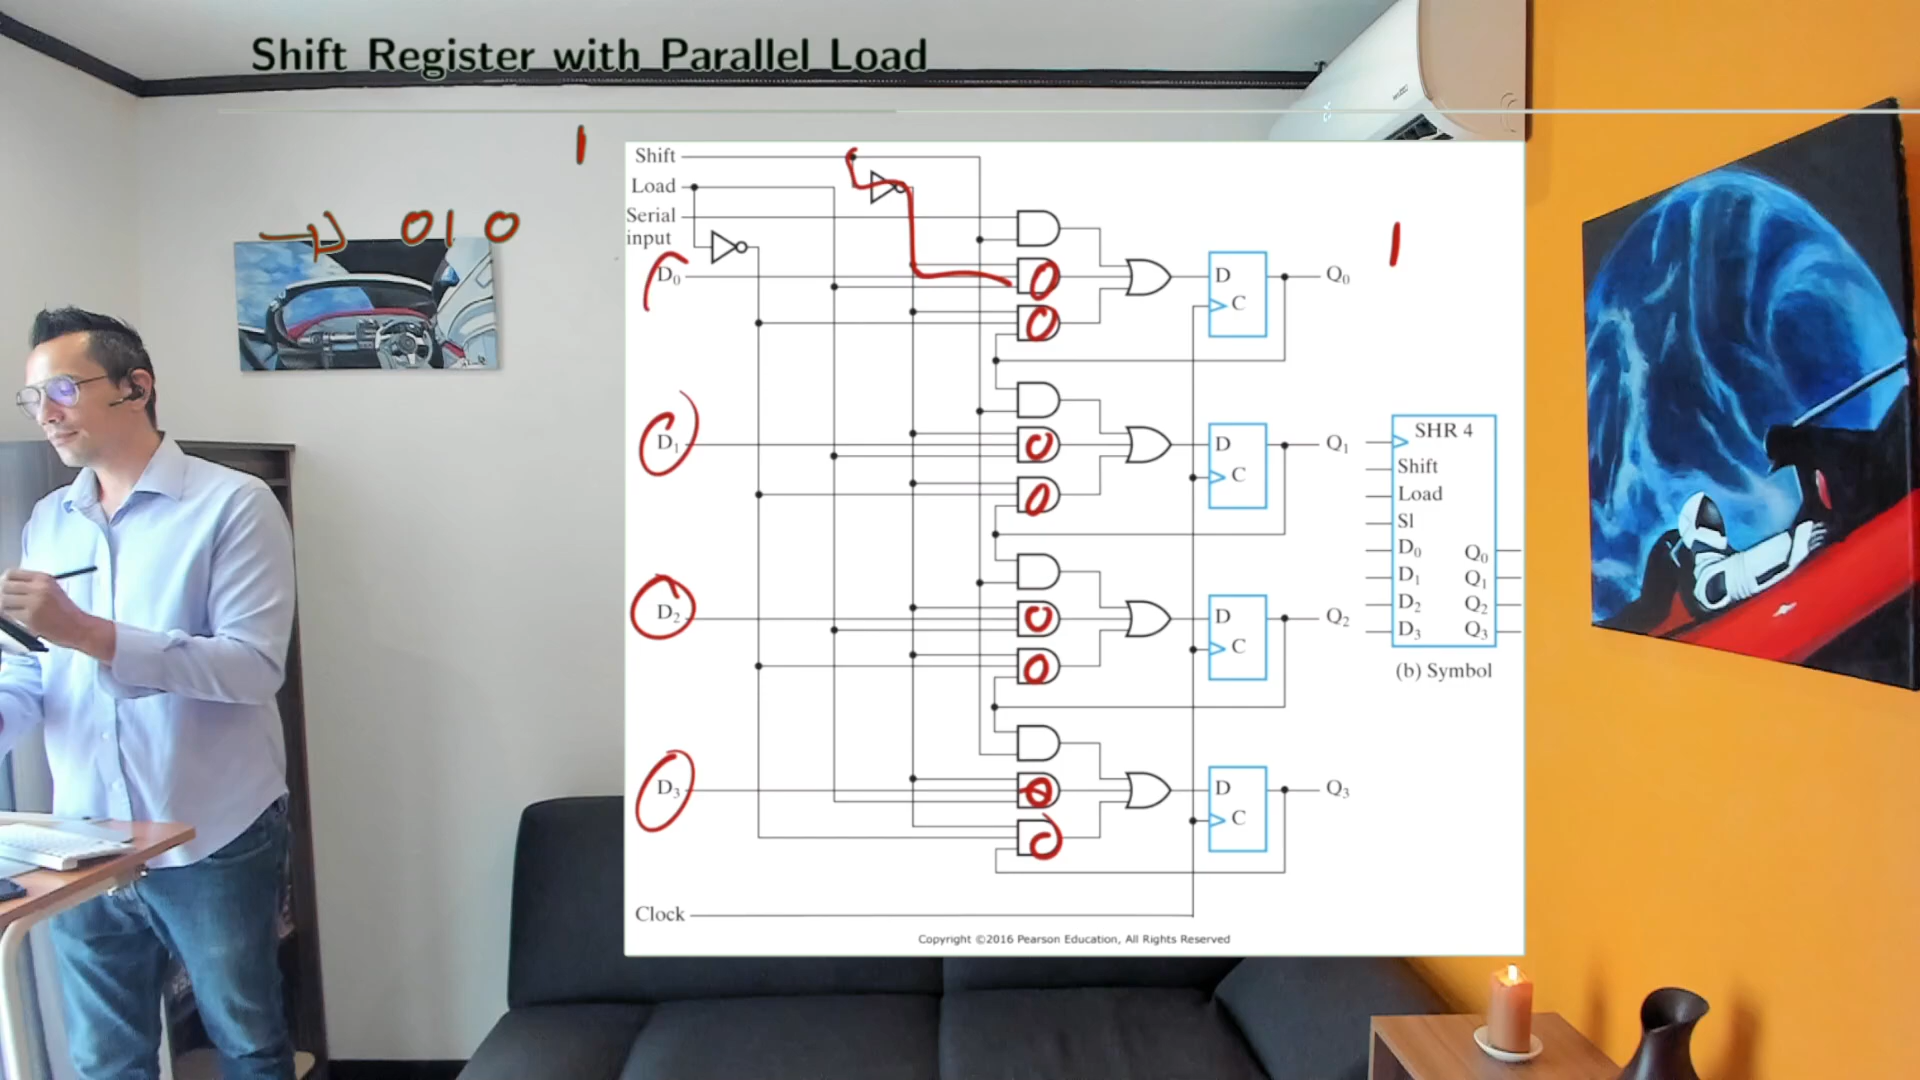 Shift Register with Parallel Load
1
→ 0 1 0
1
Shift
Load
Serial
input
D₀
D₁
D₂
D₃
Clock
0
0
0
0
0
0
0
0
D
C
Q₀
D
C
Q₁
D
C
Q₂
D
C
Q₃
SHR 4
Shift
Load
SI
D₀ Q₀
D₁ Q₁
D₂ Q₂
D₃ Q₃
(b) Symbol
Copyright ©2016 Pearson Education, All Rights Reserved